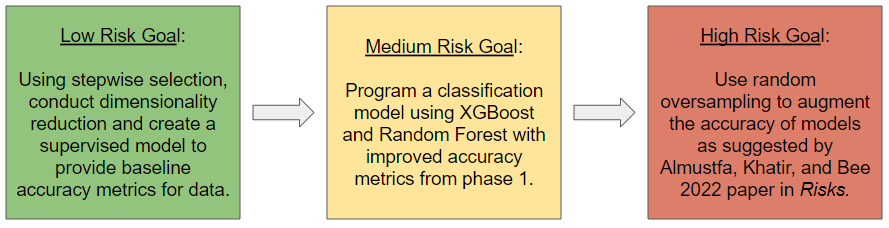 Low Risk Goal:
Using stepwise selection,
conduct dimensionality
reduction and create a
supervised model to
provide baseline
accuracy metrics for data.
Medium Risk Goal:
Program a classification
model using XGBoost
and Random Forest with
improved accuracy
metrics from phase 1.
High Risk Goal:
Use random
oversampling to augment
the accuracy of models
as suggested by
Almustfa, Khatir, and Bee
2022 paper in Risks.